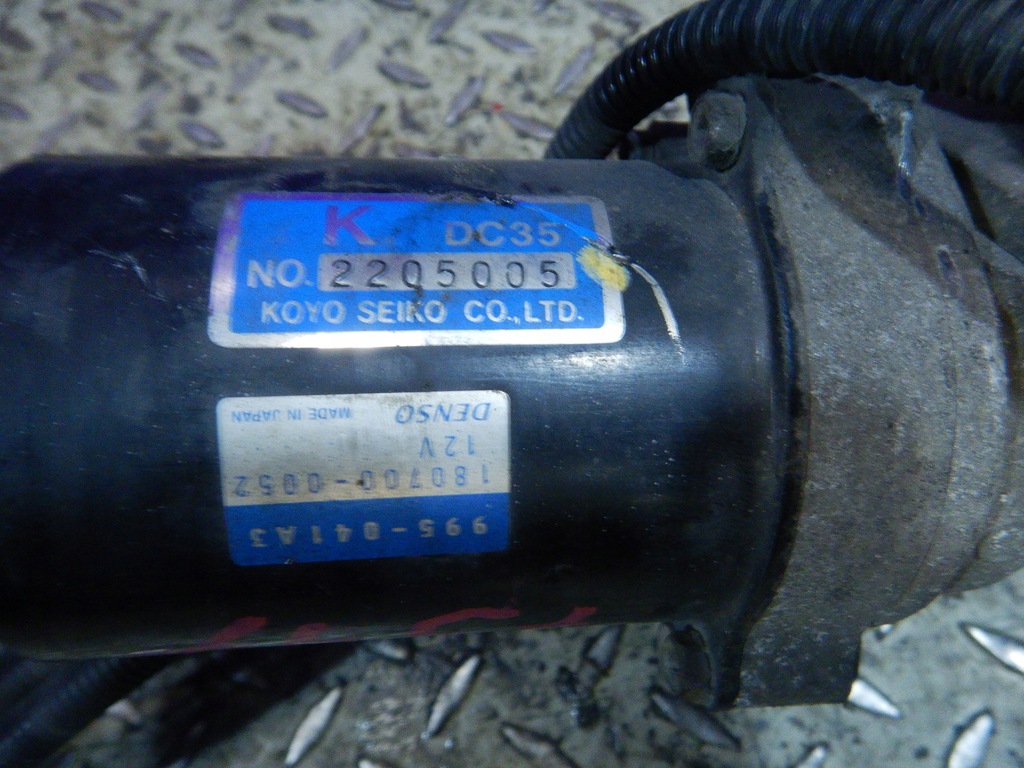 K DC35
NO. 2205005
KOYO SEIKO CO.,LTD.
995-041A3
180700-0052
12V
DENSO MADE IN JAPAN